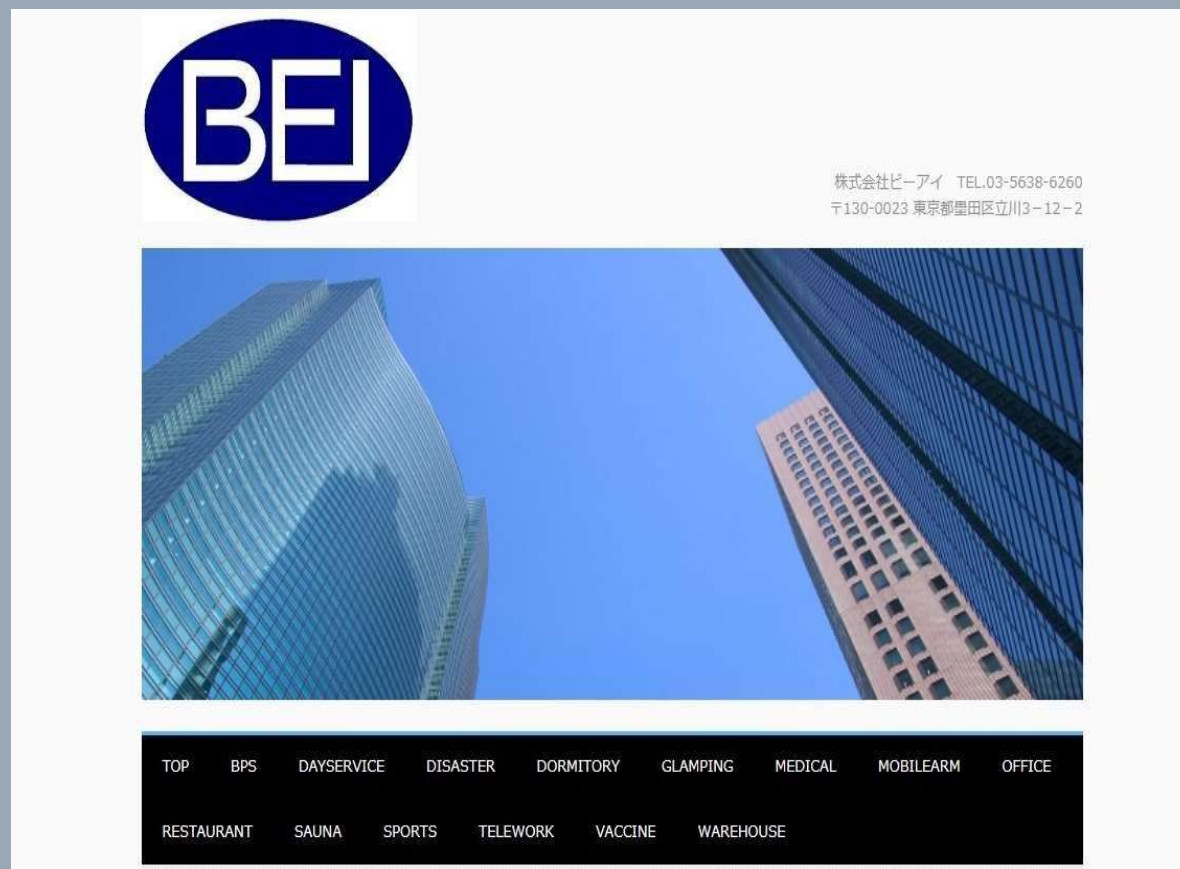 BEI
株式会社ビーアイ　TEL.03-5638-6260
〒130-0023 東京都墨田区立川3－12－2
TOP BPS DAYSERVICE DISASTER DORMITORY GLAMPING MEDICAL MOBILEARM OFFICE
RESTAURANT SAUNA SPORTS TELEWORK VACCINE WAREHOUSE